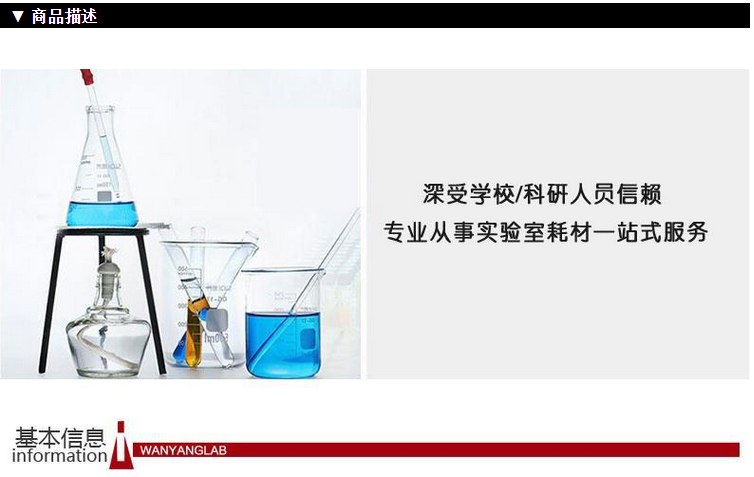 ▼ 商品描述
深受学校/科研人员信赖
专业从事实验室耗材一站式服务
基本信息
information
WANYANGLAB